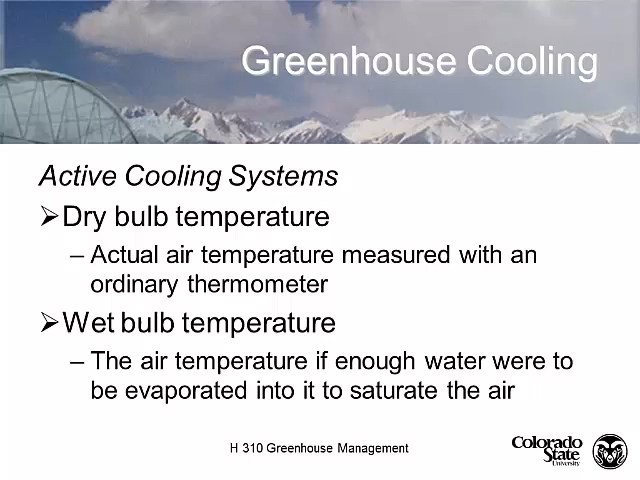 Greenhouse Cooling
Active Cooling Systems
➢Dry bulb temperature
– Actual air temperature measured with an
ordinary thermometer
➢Wet bulb temperature
– The air temperature if enough water were to
be evaporated into it to saturate the air
H 310 Greenhouse Management
Colorado
State
University